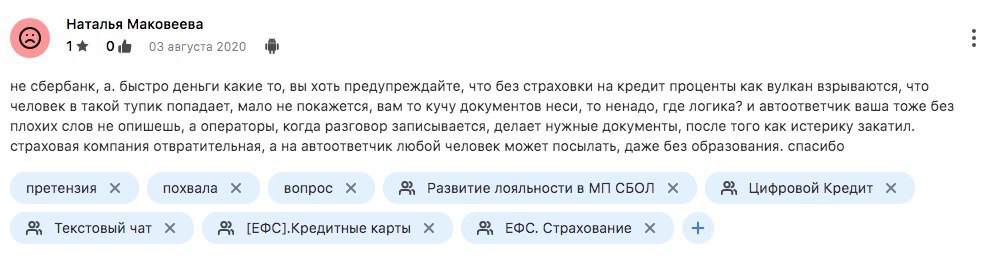 Наталья Маковеева
1 0 03 августа 2020
не сбербанк, а. быстро деньги какие то, вы хоть предупреждайте, что без страховки на кредит проценты как вулкан взрываются, что
человек в такой тупик попадает, мало не покажется, вам то кучу документов неси, то ненадо, где логика? и автоответчик ваша тоже без
плохих слов не опишешь, а операторы, когда разговор записывается, делает нужные документы, после того как истерику закатил.
страховая компания отвратительная, а на автоответчик любой человек может посылать, даже без образования. спасибо
претензия похвала вопрос Развитие лояльности в МП СБОЛ Цифровой Кредит
Текстовый чат [ЕФС].Кредитные карты ЕФС. Страхование